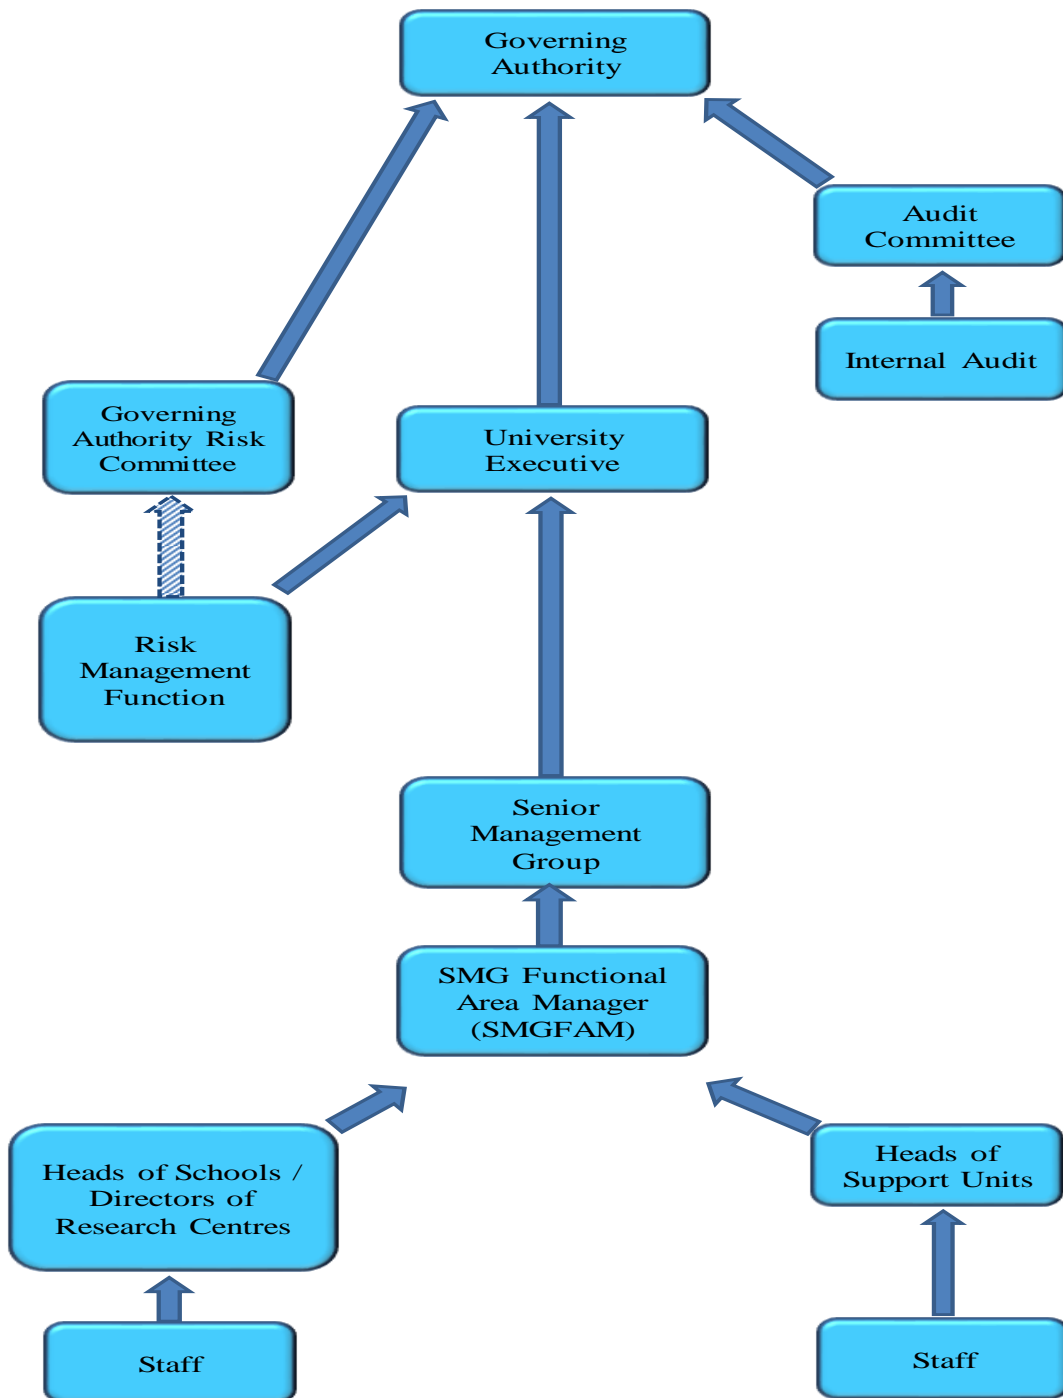 Governing
Authority
Audit
Committee
Internal Audit
Governing
Authority Risk
Committee
University
Executive
Risk
Management
Function
Senior
Management
Group
SMG Functional
Area Manager
(SMGFAM)
Heads of Schools /
Directors of
Research Centres
Heads of
Support Units
Staff
Staff